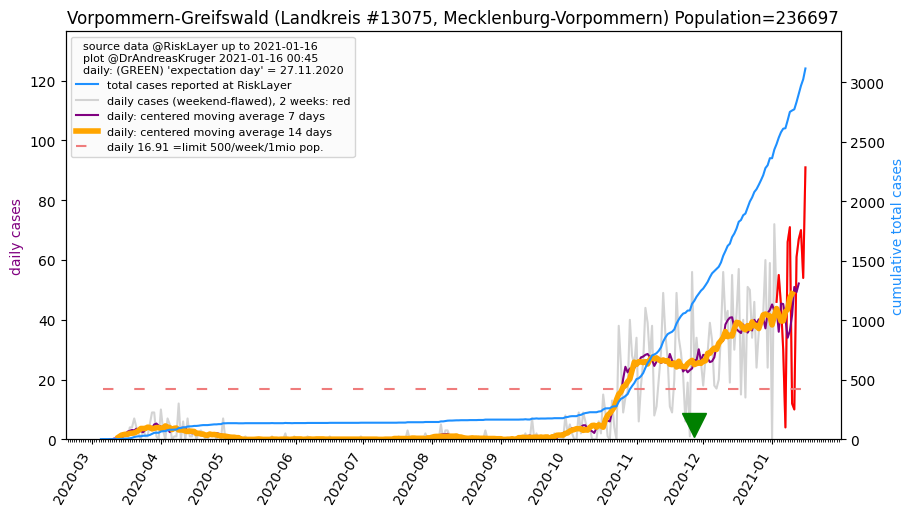 Vorpommern-Greifswald (Landkreis #13075, Mecklenburg-Vorpommern) Population=236697
source data @RiskLayer up to 2021-01-16
plot @DrAndreasKruger 2021-01-16 00:45
daily: (GREEN) 'expectation day' = 27.11.2020
total cases reported at RiskLayer
daily cases (weekend-flawed), 2 weeks: red
daily: centered moving average 7 days
daily: centered moving average 14 days
daily 16.91 =limit 500/week/1mio pop.
daily cases
120
100
80
60
40
20
0
cumulative total cases
3000
2500
2000
1500
1000
500
0
2020-03
2020-04
2020-05
2020-06
2020-07
2020-08
2020-09
2020-10
2020-11
2020-12
2021-01